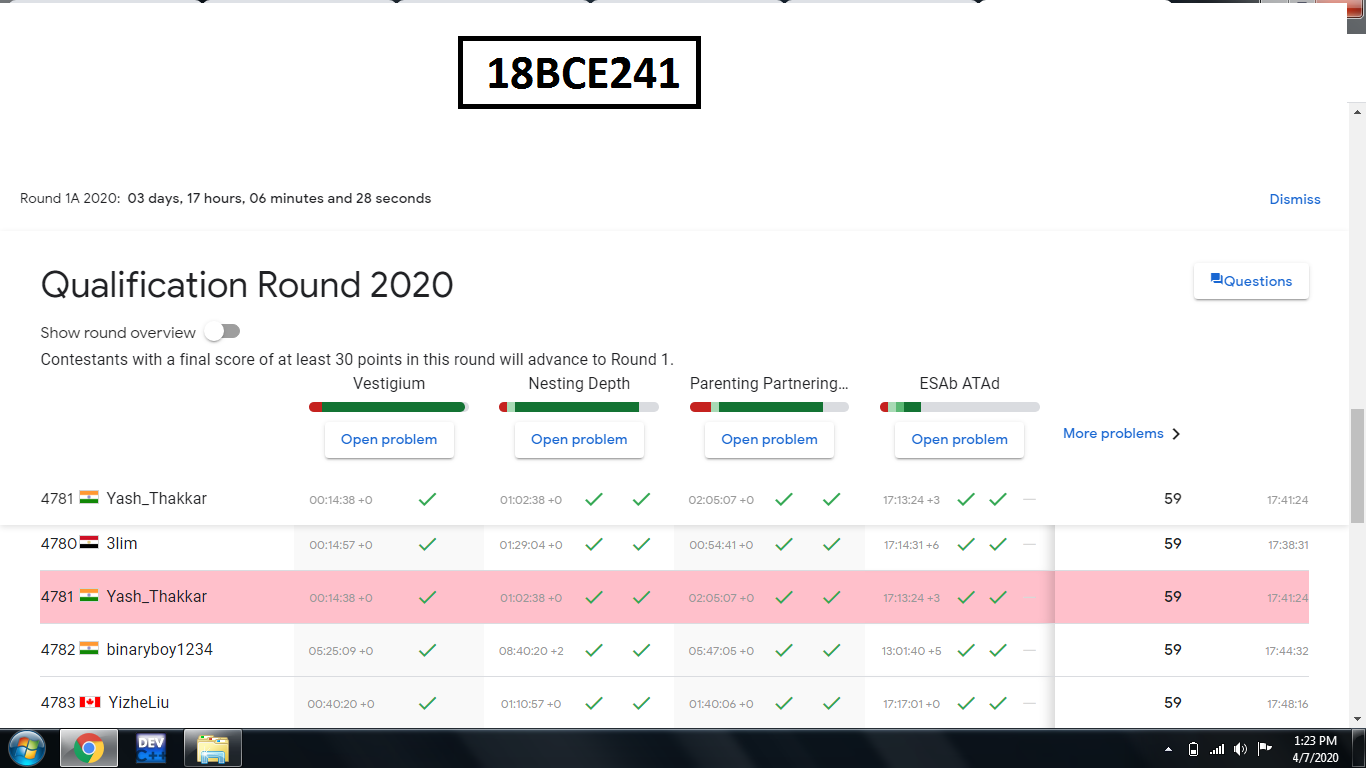 18BCE241
Round 1A 2020: 03 days, 17 hours, 06 minutes and 28 seconds
Dismiss
Qualification Round 2020
Questions
Show round overview
Contestants with a final score of at least 30 points in this round will advance to Round 1.
Vestigium Nesting Depth Parenting Partnering... ESAb ATAd
Open problem Open problem Open problem Open problem More problems
4781 Yash_Thakkar 00:14:38 +0 01:02:38 +0 02:05:07 +0 17:13:24 +3 59 17:41:24
4780 3lim 00:14:57 +0 01:29:04 +0 00:54:41 +0 17:14:31 +6 59 17:38:31
4781 Yash_Thakkar 00:14:38 +0 01:02:38 +0 02:05:07 +0 17:13:24 +3 59 17:41:24
4782 binaryboy1234 05:25:09 +0 08:40:20 +2 05:47:05 +0 13:01:40 +5 59 17:44:32
4783 YizheLiu 00:40:20 +0 01:10:57 +0 01:40:06 +0 17:17:01 +0 59 17:48:16
DEV
C++
1:23 PM
4/7/2020